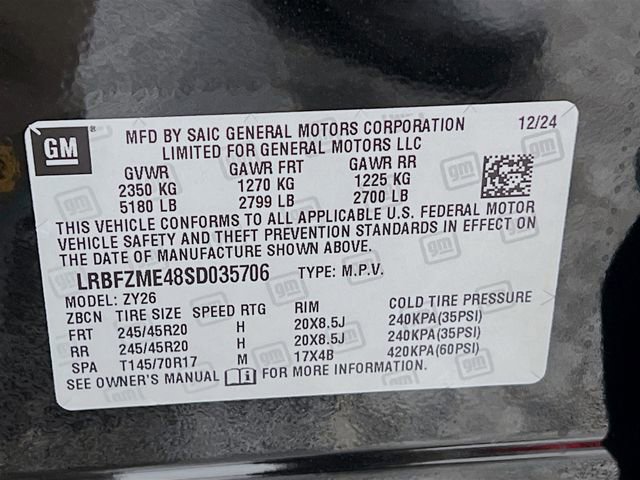 GM ®
MFD BY SAIC GENERAL MOTORS CORPORATION 12/24
LIMITED FOR GENERAL MOTORS LLC
GVWR GAWR FRT GAWR RR
2350 KG 1270 KG 1225 KG
5180 LB 2799 LB 2700 LB
THIS VEHICLE CONFORMS TO ALL APPLICABLE U.S. FEDERAL MOTOR
VEHICLE SAFETY AND THEFT PREVENTION STANDARDS IN EFFECT ON
THE DATE OF MANUFACTURE SHOWN ABOVE.
LRBFZME48SD035706 TYPE: M.P.V.
MODEL: ZY26
ZBCN TIRE SIZE SPEED RTG RIM COLD TIRE PRESSURE
FRT 245/45R20 H 20X8.5J 240KPA(35PSI)
RR 245/45R20 H 20X8.5J 240KPA(35PSI)
SPA T145/70R17 M 17X4B 420KPA(60PSI)
SEE OWNER'S MANUAL FOR MORE INFORMATION.